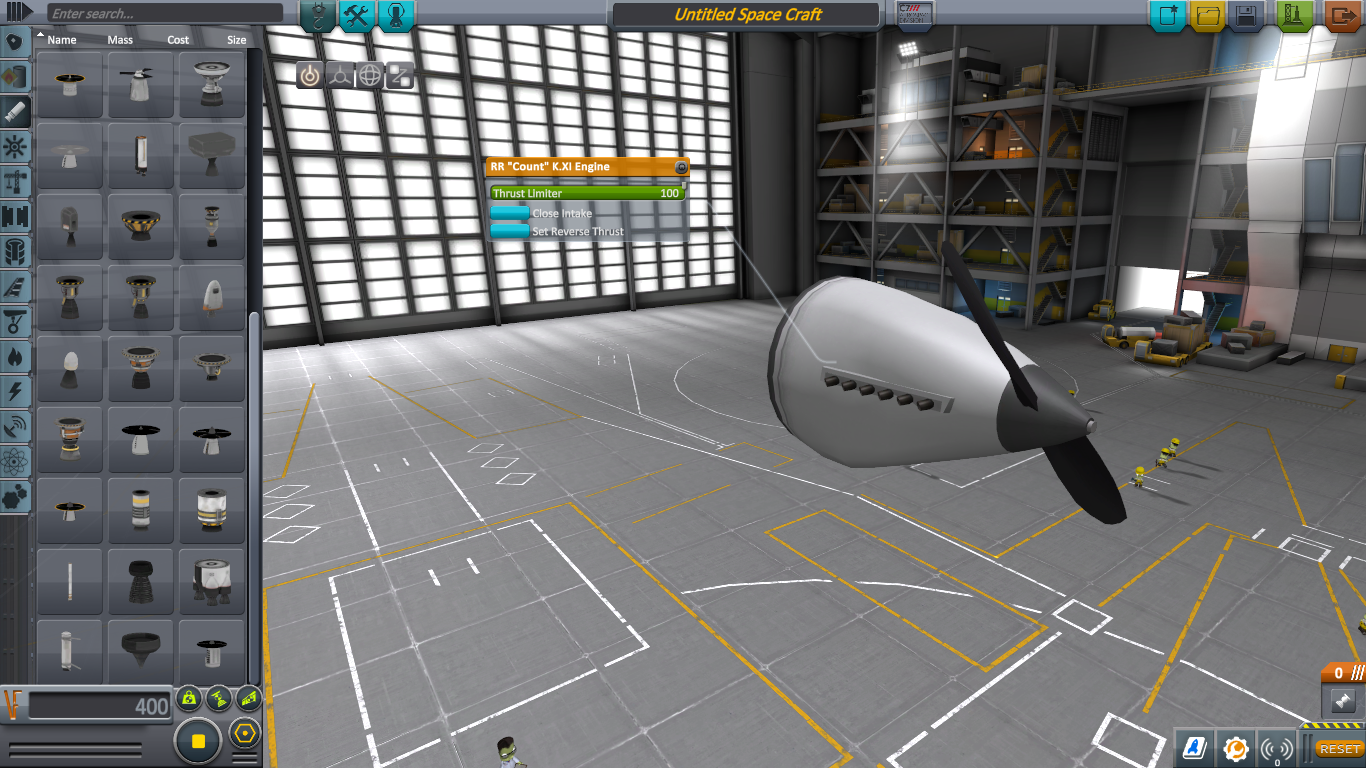 Enter search...
Untitled Space Craft
Name Mass Cost Size
RR "Count" K.XI Engine
Thrust Limiter 100
Close Intake
Set Reverse Thrust
400
0
A
0
RESET